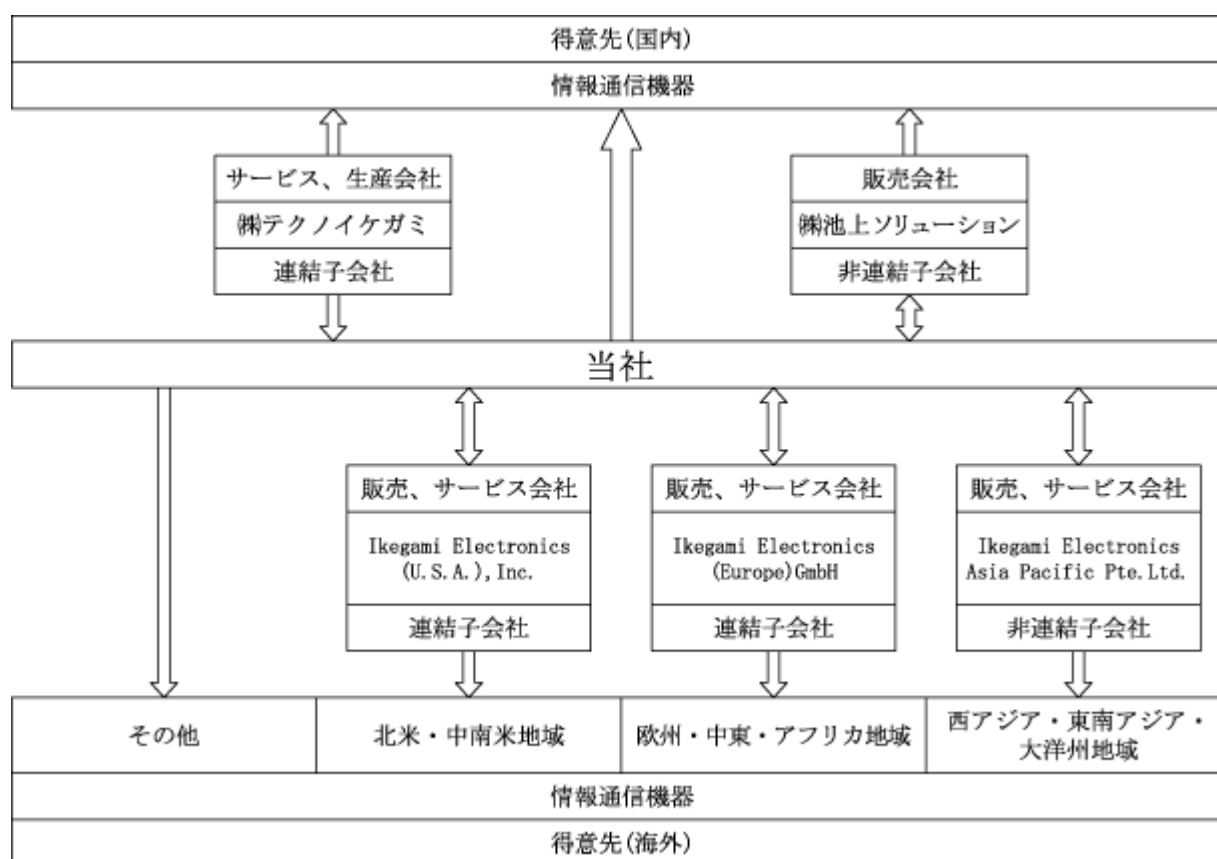 得意先(国内)
情報通信機器
サービス、生産会社
㈱テクノイケガミ
連結子会社
販売会社
㈱池上ソリューション
非連結子会社
当社
販売、サービス会社
Ikegami Electronics
(U.S.A.),Inc.
連結子会社
販売、サービス会社
Ikegami Electronics
(Europe)GmbH
連結子会社
販売、サービス会社
Ikegami Electronics
Asia Pacific Pte.Ltd.
非連結子会社
その他
北米・中南米地域
欧州・中東・アフリカ地域
西アジア・東南アジア・
大洋州地域
情報通信機器
得意先(海外)